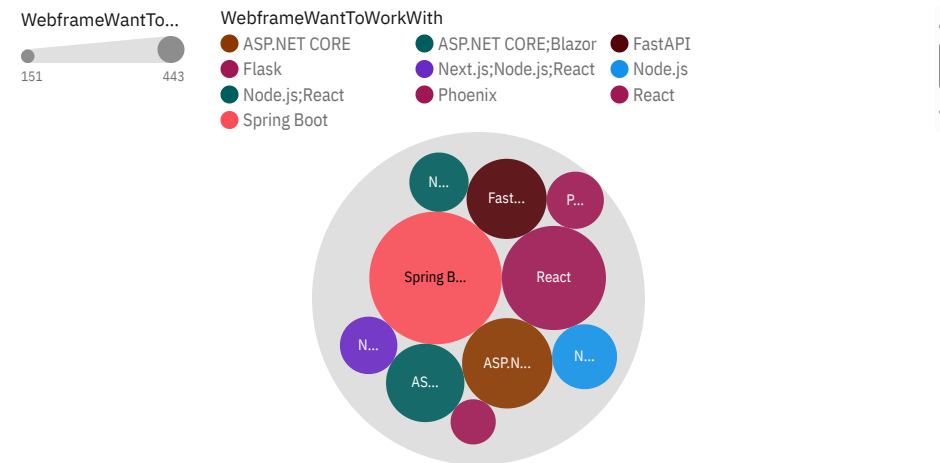 WebframeWantTo...
151 443
WebframeWantToWorkWith
ASP.NET CORE ASP.NET CORE;Blazor FastAPI
Flask Next.js;Node.js;React Node.js
Node.js;React Phoenix React
Spring Boot
N... Fast... P...
Spring B... React
N... ASP.N... N...
AS...